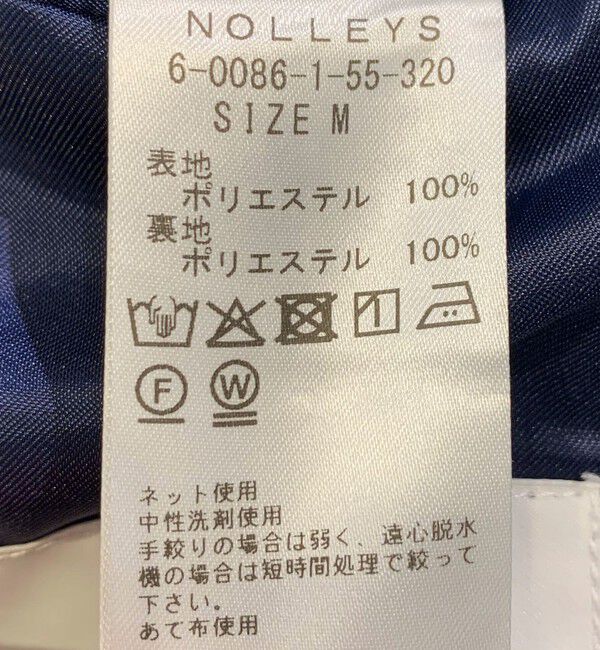 NOLLEYS
6-0086-1-55-320
SIZE M
表地
ポリエステル 100%
裏地
ポリエステル 100%
F W
ネット使用
中性洗剤使用
手絞りの場合は弱く、遠心脱水
機の場合は短時間処理で絞って
下さい。
あて布使用